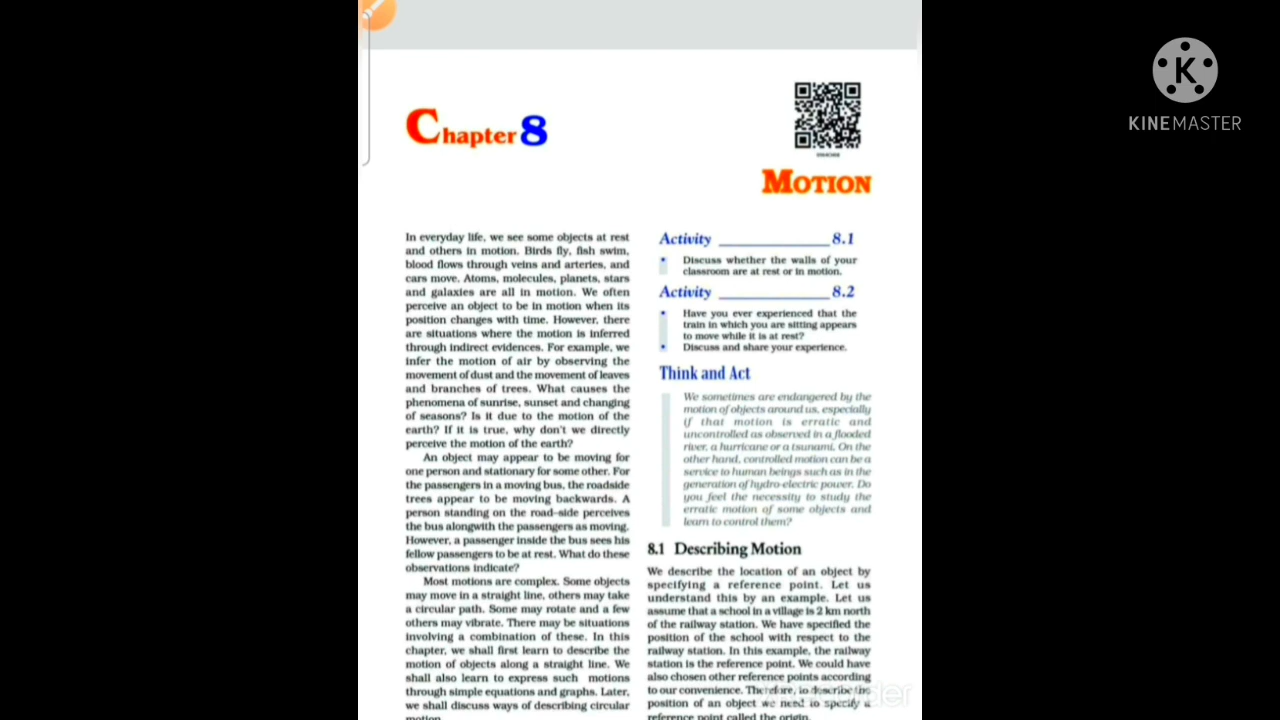 KINEMASTER
Chapter 8
MOTION
In everyday life, we see some objects at rest
and others in motion. Birds fly, fish swim,
blood flows through veins and arteries, and
cars move. Atoms, molecules, planets, stars
and galaxies are all in motion. We often
perceive an object to be in motion when its
position changes with time. However, there
are situations where the motion is inferred
through indirect evidences. For example, we
infer the motion of air by observing the
movement of dust and the movement of leaves
and branches of trees. What causes the
phenomena of sunrise, sunset and changing
of seasons? Is it due to the motion of the
earth? If it is true, why don't we directly
perceive the motion of the earth?
An object may appear to be moving for
one person and stationary for some other. For
the passengers in a moving bus, the roadside
trees appear to be moving backwards. A
person standing on the road–side perceives
the bus alongwith the passengers as moving.
However, a passenger inside the bus sees his
fellow passengers to be at rest. What do these
observations indicate?
Most motions are complex. Some objects
may move in a straight line, others may take
a circular path. Some may rotate and a few
others may vibrate. There may be situations
involving a combination of these. In this
chapter, we shall first learn to describe the
motion of objects along a straight line. We
shall also learn to express such motions
through simple equations and graphs. Later,
we shall discuss ways of describing circular
motion.
Activity ____________ 8.1
• Discuss whether the walls of your
classroom are at rest or in motion.
Activity ____________ 8.2
• Have you ever experienced that the
train in which you are sitting appears
to move while it is at rest?
• Discuss and share your experience.
Think and Act
We sometimes are endangered by the
motion of objects around us, especially
if that motion is erratic and
uncontrolled as observed in a flooded
river, a hurricane or a tsunami. On the
other hand, controlled motion can be a
service to human beings such as in the
generation of hydro-electric power. Do
you feel the necessity to study the
erratic motion of some objects and
learn to control them?
8.1 Describing Motion
We describe the location of an object by
specifying a reference point. Let us
understand this by an example. Let us
assume that a school in a village is 2 km north
of the railway station. We have specified the
position of the school with respect to the
railway station. In this example, the railway
station is the reference point. We could have
also chosen other reference points according
to our convenience. Therefore, to describe the
position of an object we need to specify a
reference point called the origin.